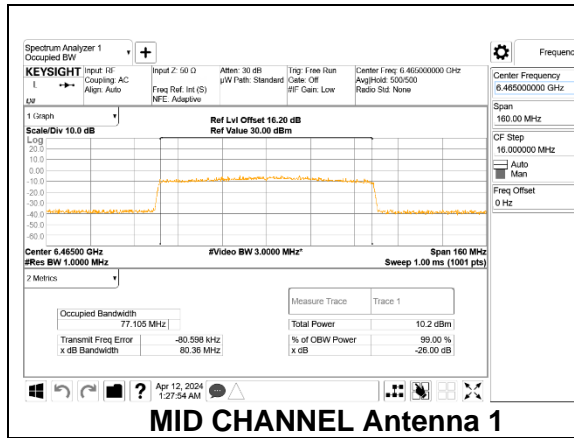 Spectrum Analyzer 1
Occupied BW
+
Frequenc
KEYSIGHT Input: RF Input Z: 50 Ω Atten: 30 dB Trig: Free Run Center Freq: 6.465000000 GHz
L Coupling: AC µW Path: Standard Gate: Off Avg|Hold: 500/500
Align: Auto Freq Ref: Int (S) #IF Gain: Low Radio Std: None
NFE: Adaptive
Center Frequency
6.465000000 GHz
Span
160.00 MHz
CF Step
16.000000 MHz
Auto
Man
Freq Offset
0 Hz
1 Graph
Ref Lvl Offset 16.20 dB
Scale/Div 10.0 dB Ref Value 30.00 dBm
Log
20.0
10.0
0.00
-10.0
-20.0
-30.0
-40.0
-50.0
-60.0
Center 6.46500 GHz #Video BW 3.0000 MHz* Span 160 MHz
#Res BW 1.0000 MHz Sweep 1.00 ms (1001 pts)
2 Metrics
Measure Trace Trace 1
Occupied Bandwidth
77.105 MHz Total Power 10.2 dBm
Transmit Freq Error -80.598 kHz % of OBW Power 99.00 %
x dB Bandwidth 80.36 MHz x dB -26.00 dB
? Apr 12, 2024
1:27:54 AM
MID CHANNEL Antenna 1